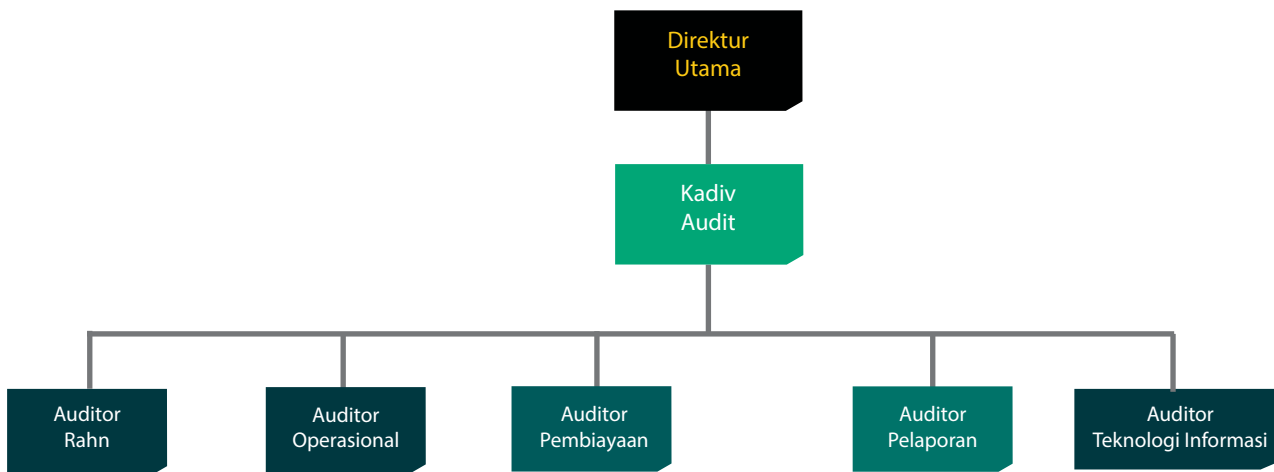 Direktur
Utama
Kadiv
Audit
Auditor
Rahn
Auditor
Operasional
Auditor
Pembiayaan
Auditor
Pelaporan
Auditor
Teknologi Informasi